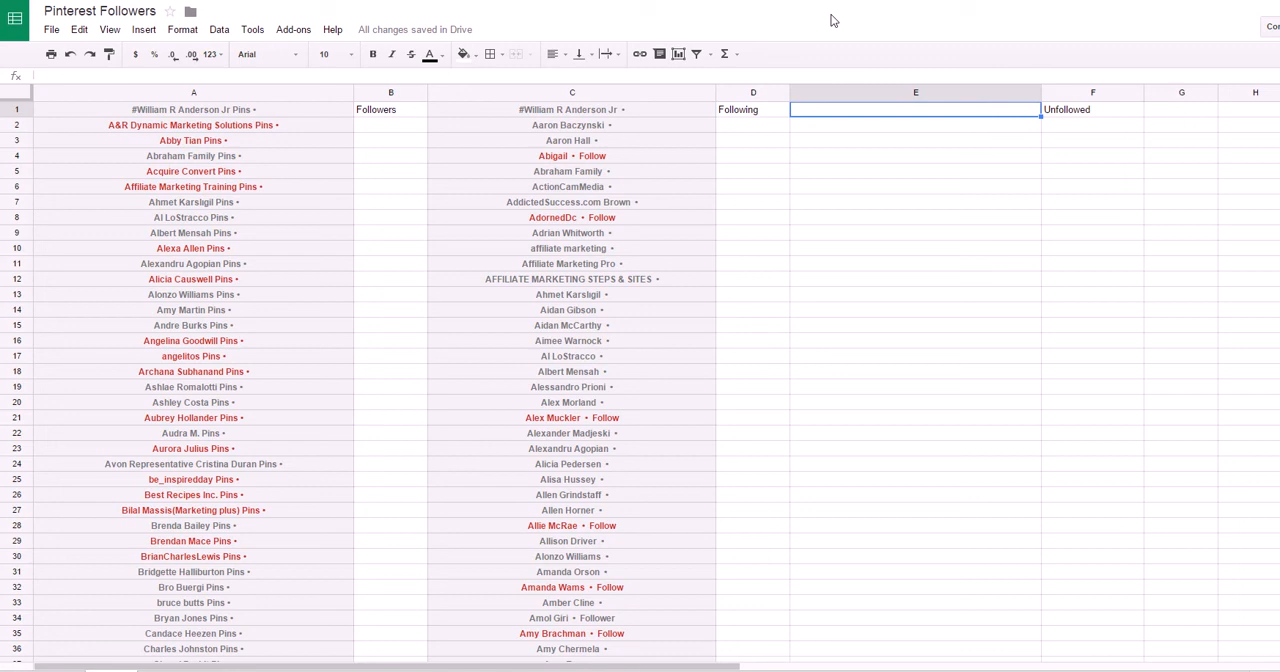 Pinterest Followers
File Edit View Insert Format Data Tools Add-ons Help All changes saved in Drive
$ % .0 .00 123 Arial 10 B I S A Σ
Cor
fx
A B C D E F G H
1 #William R Anderson Jr Pins • Followers #William R Anderson Jr • Following Unfollowed
2 A&R Dynamic Marketing Solutions Pins • Aaron Baczynski •
3 Abby Tian Pins • Aaron Hall •
4 Abraham Family Pins • Abigail • Follow
5 Acquire Convert Pins • Abraham Family •
6 Affiliate Marketing Training Pins • ActionCamMedia •
7 Ahmet Karsligil Pins • AddictedSuccess.com Brown •
8 Al LoStracco Pins • AdornedDc • Follow
9 Albert Mensah Pins • Adrian Whitworth •
10 Alexa Allen Pins • affiliate marketing •
11 Alexandru Agopian Pins • Affiliate Marketing Pro •
12 Alicia Causwell Pins • AFFILIATE MARKETING STEPS & SITES •
13 Alonzo Williams Pins • Ahmet Karsligil •
14 Amy Martin Pins • Aidan Gibson •
15 Andre Burks Pins • Aidan McCarthy •
16 Angelina Goodwill Pins • Aimee Warnock •
17 angelitos Pins • Al LoStracco •
18 Archana Subhanand Pins • Albert Mensah •
19 Ashlae Romalotti Pins • Alessandro Prioni •
20 Ashley Costa Pins • Alex Morland •
21 Aubrey Hollander Pins • Alex Muckler • Follow
22 Audra M. Pins • Alexander Madjeski •
23 Aurora Julius Pins • Alexandru Agopian •
24 Avon Representative Cristina Duran Pins • Alicia Pedersen •
25 be_inspiredday Pins • Alisa Hussey •
26 Best Recipes Inc. Pins • Allen Grindstaff •
27 Bilal Massis(Marketing plus) Pins • Allen Horner •
28 Brenda Bailey Pins • Allie McRae • Follow
29 Brendan Mace Pins • Allison Driver •
30 BrianCharlesLewis Pins • Alonzo Williams •
31 Bridgette Halliburton Pins • Amanda Orson •
32 Bro Buergi Pins • Amanda Wams • Follow
33 bruce butts Pins • Amber Cline •
34 Bryan Jones Pins • Amol Giri • Follower
35 Candace Heezen Pins • Amy Brachman • Follow
36 Charles Johnston Pins • Amy Chermela •